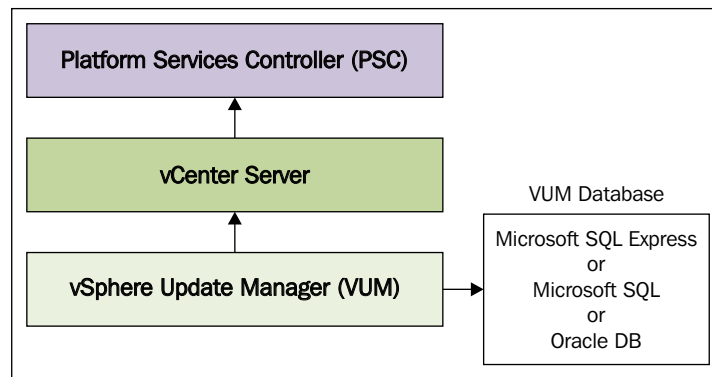 Platform Services Controller (PSC)
vCenter Server
vSphere Update Manager (VUM)
VUM Database
Microsoft SQL Express
or
Microsoft SQL
or
Oracle DB